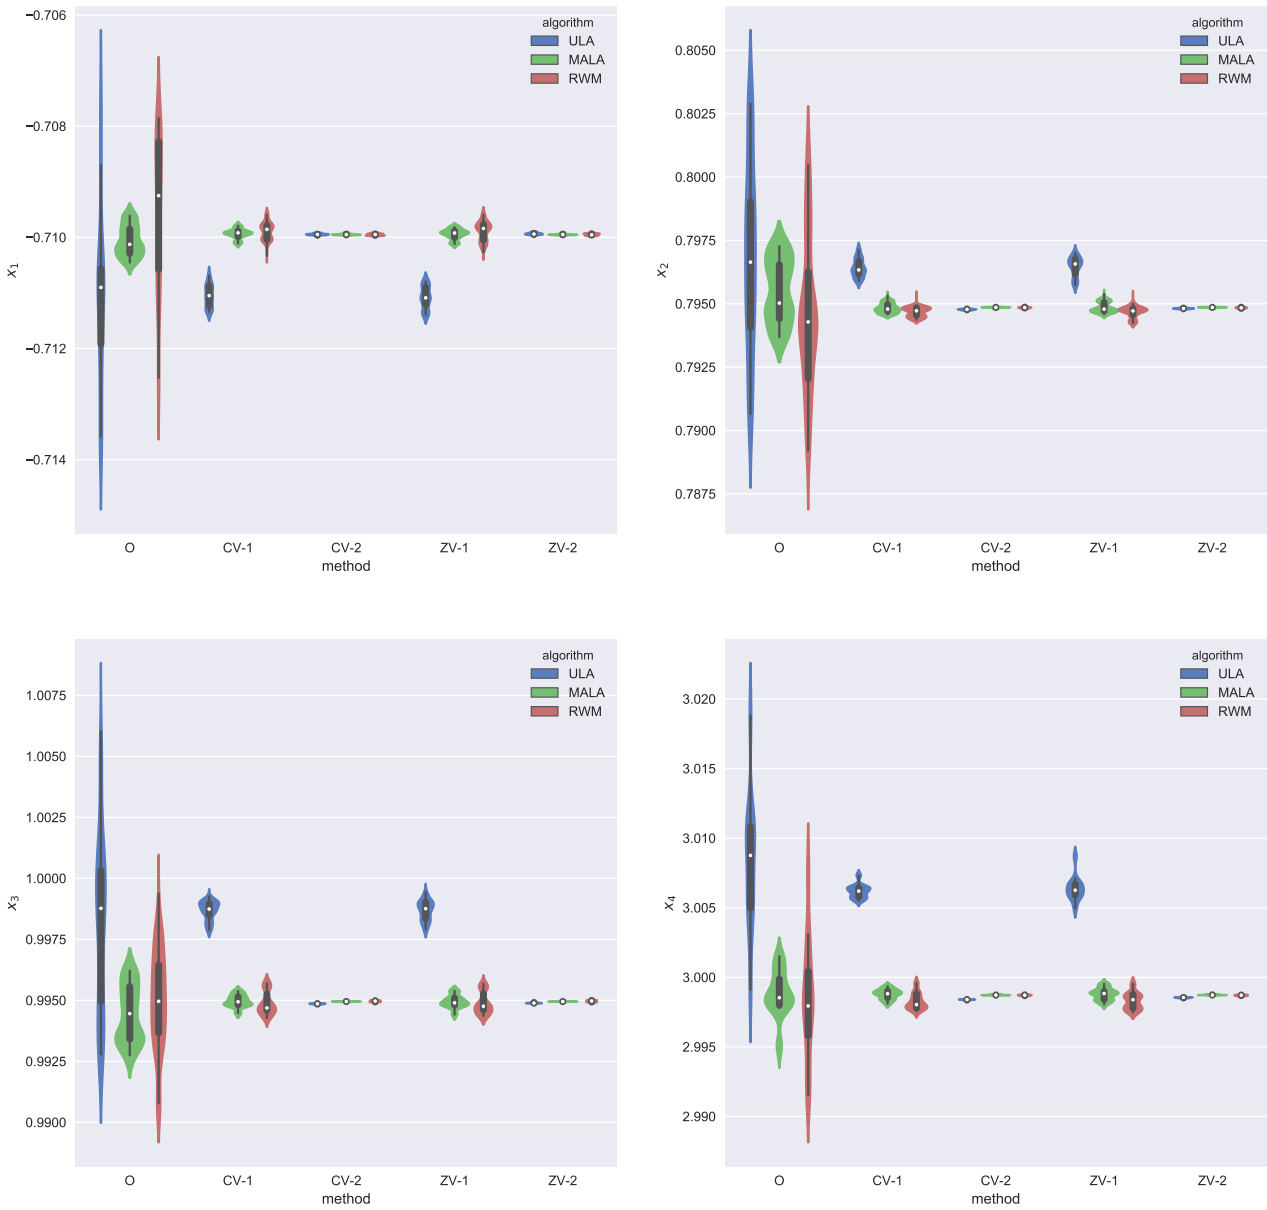 −0.706
−0.708
−0.710
−0.712
−0.714
x1
algorithm
ULA
MALA
RWM
O CV-1 CV-2 ZV-1 ZV-2
method
0.8050
0.8025
0.8000
0.7975
0.7950
0.7925
0.7900
0.7875
x2
algorithm
ULA
MALA
RWM
O CV-1 CV-2 ZV-1 ZV-2
method
1.0075
1.0050
1.0025
1.0000
0.9975
0.9950
0.9925
0.9900
x3
algorithm
ULA
MALA
RWM
O CV-1 CV-2 ZV-1 ZV-2
method
3.020
3.015
3.010
3.005
3.000
2.995
2.990
x4
algorithm
ULA
MALA
RWM
O CV-1 CV-2 ZV-1 ZV-2
method